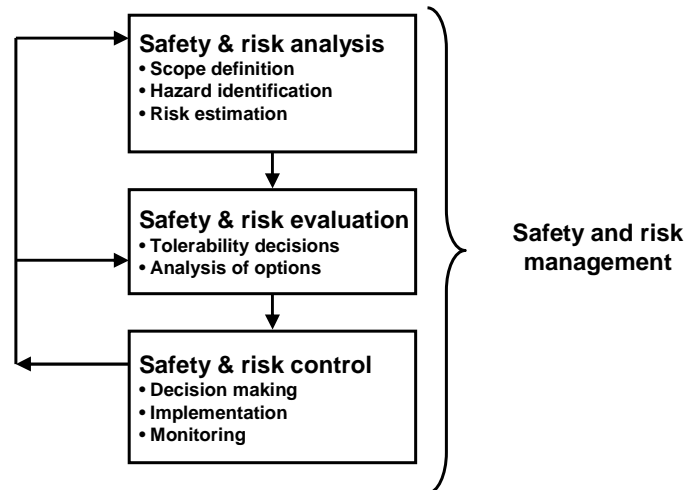 Safety & risk analysis
• Scope definition
• Hazard identification
• Risk estimation
Safety & risk evaluation
• Tolerability decisions
• Analysis of options
Safety & risk control
• Decision making
• Implementation
• Monitoring
Safety and risk
management